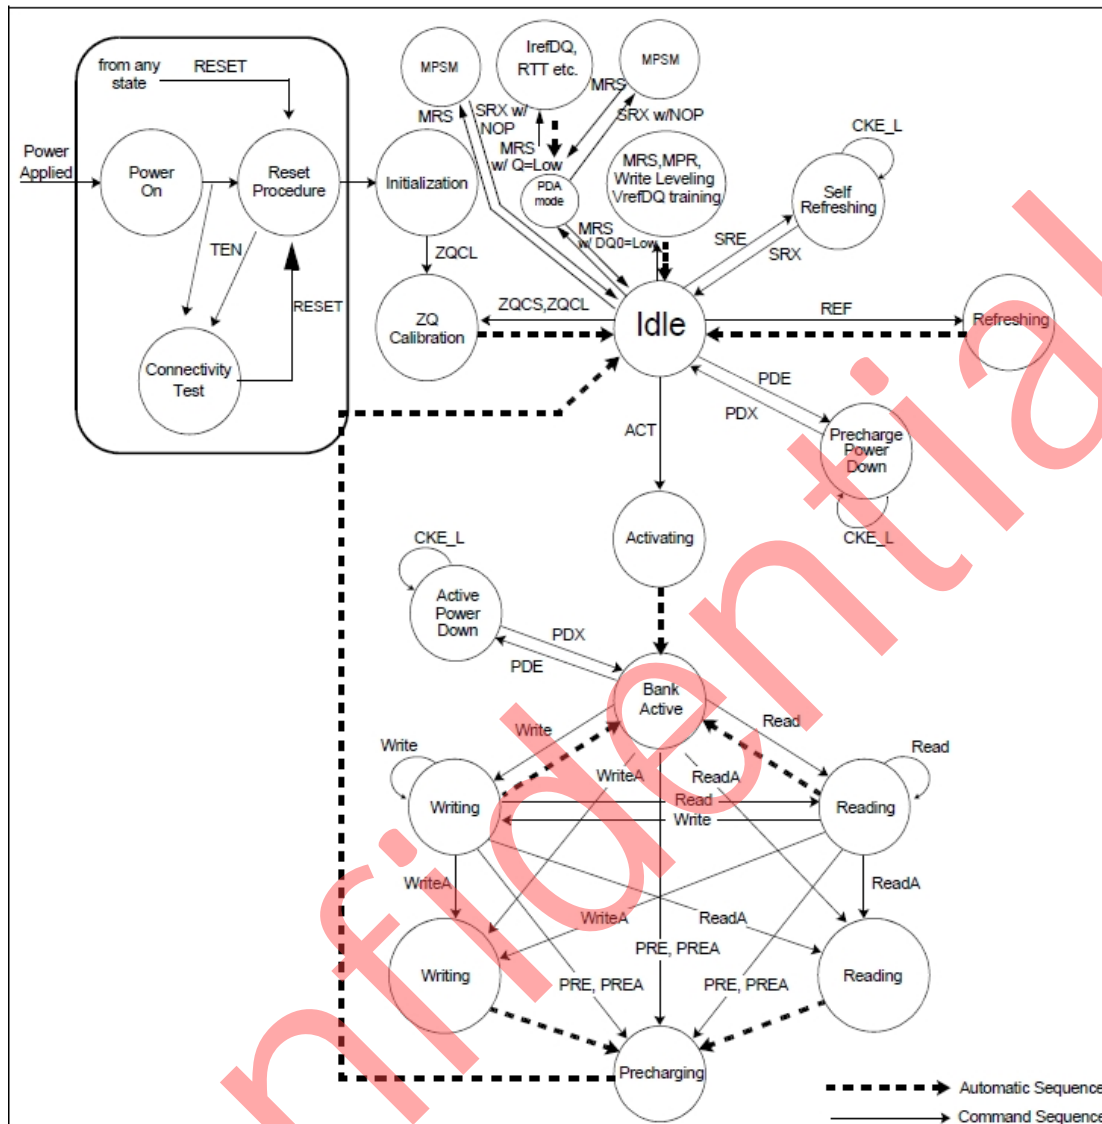 from any
state
RESET
Power
Applied
Power
On
Reset
Procedure
TEN
RESET
Connectivity
Test
MPSM
IrefDQ,
RTT etc.
MPSM
MRS
SRX w/
NOP
MRS
w/ Q=Low
MRS
SRX w/NOP
Initialization
PDA
mode
MRS,MPR,
Write Leveling
VrefDQ training
CKE_L
Self
Refreshing
MRS
w/ DQ0=Low
SRE
SRX
ZQCL
ZQ
Calibration
ZQCS,ZQCL
Idle
REF
Refreshing
PDE
PDX
Precharge
Power
Down
CKE_L
ACT
Activating
CKE_L
Active
Power
Down
PDX
PDE
Bank
Active
Write
Read
Write
WriteA
ReadA
Read
Writing
Read
Write
Reading
WriteA
ReadA
WriteA
ReadA
Writing
PRE, PREA
Reading
PRE, PREA
PRE, PREA
Precharging
Automatic Sequence
Command Sequence
nfidential